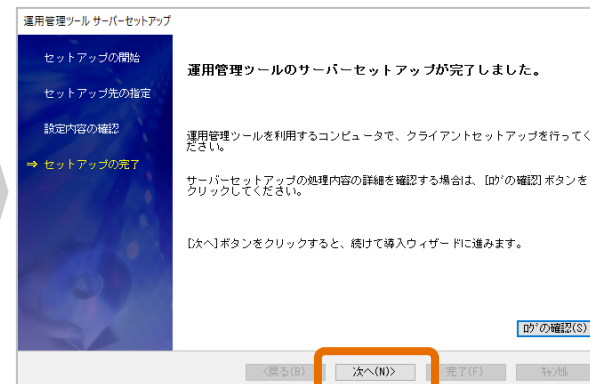 運用管理ツール サーバーセットアップ
セットアップの開始
セットアップ先の指定
設定内容の確認
⇒ セットアップの完了
運用管理ツールのサーバーセットアップが完了しました。
運用管理ツールを利用するコンピュータで、クライアントセットアップを行ってく
ださい。
サーバーセットアップの処理内容の詳細を確認する場合は、[ﾛｸﾞの確認] ボタンを
クリックしてください。
[次へ]ボタンをクリックすると、続けて導入ウィザードに進みます。
ﾛｸﾞの確認(S)
<戻る(B)
次へ(N)>
完了(F)
ｷｬﾝｾﾙ